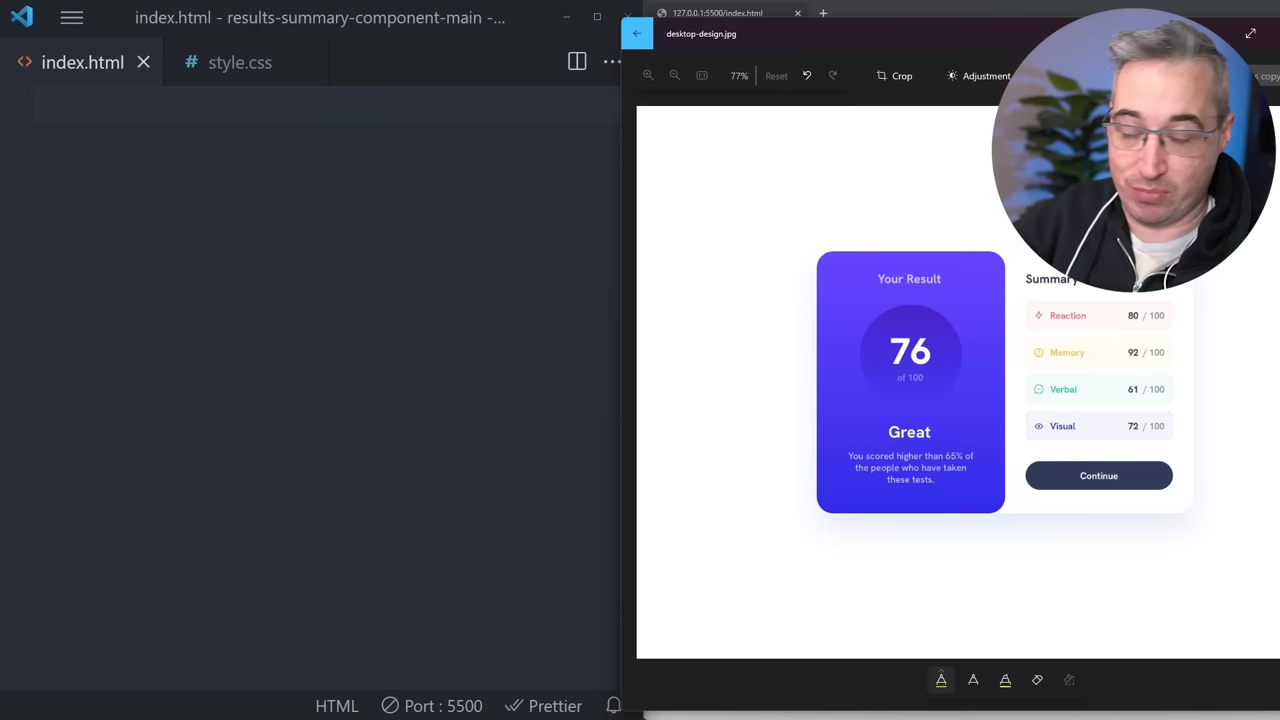 index.html - results-summary-component-main -...
127.0.0.1:5500/index.html
desktop-design.jpg
index.html
# style.css
77%
Reset
Crop
Adjustment
s copy
Your Result
76
of 100
Great
You scored higher than 65% of
the people who have taken
these tests.
Summary
Reaction 80 / 100
Memory 92 / 100
Verbal 61 / 100
Visual 72 / 100
Continue
HTML
Port : 5500
Prettier